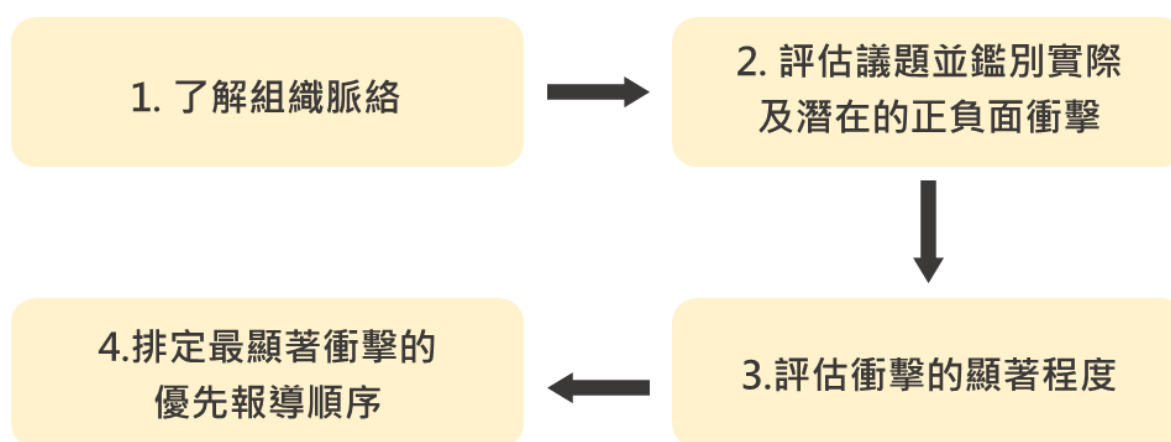 1. 了解組織脈絡
2. 評估議題並鑑別實際
及潛在的正負面衝擊
3.評估衝擊的顯著程度
4.排定最顯著衝擊的
優先報導順序